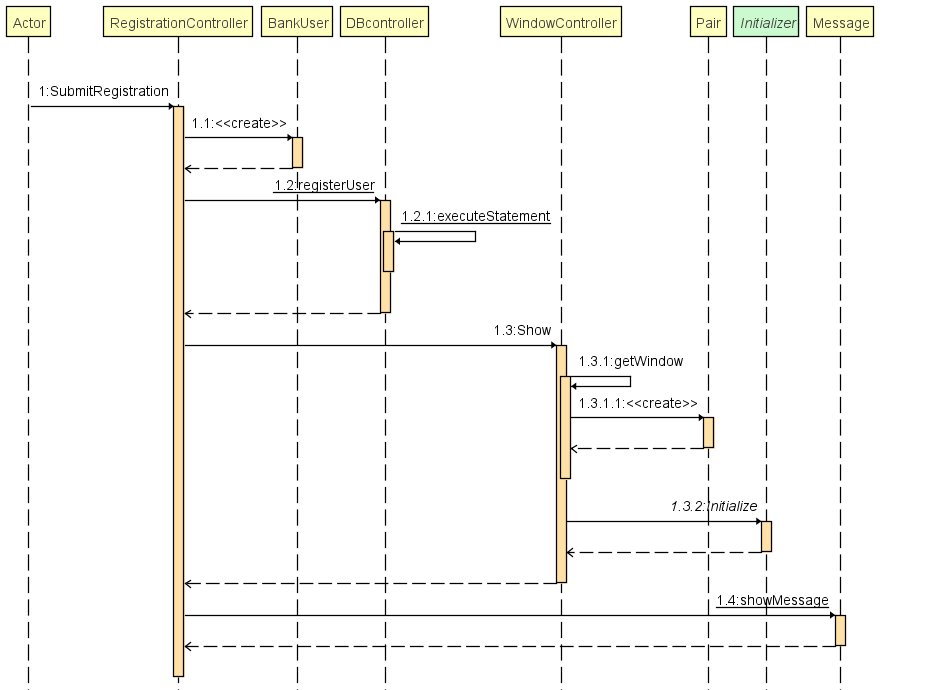 Actor RegistrationController BankUser DBcontroller WindowController Pair Initializer Message
1:SubmitRegistration
1.1:<<create>>
1.2:registerUser
1.2.1:executeStatement
1.3:Show
1.3.1:getWindow
1.3.1.1:<<create>>
1.3.2:Initialize
1.4:showMessage